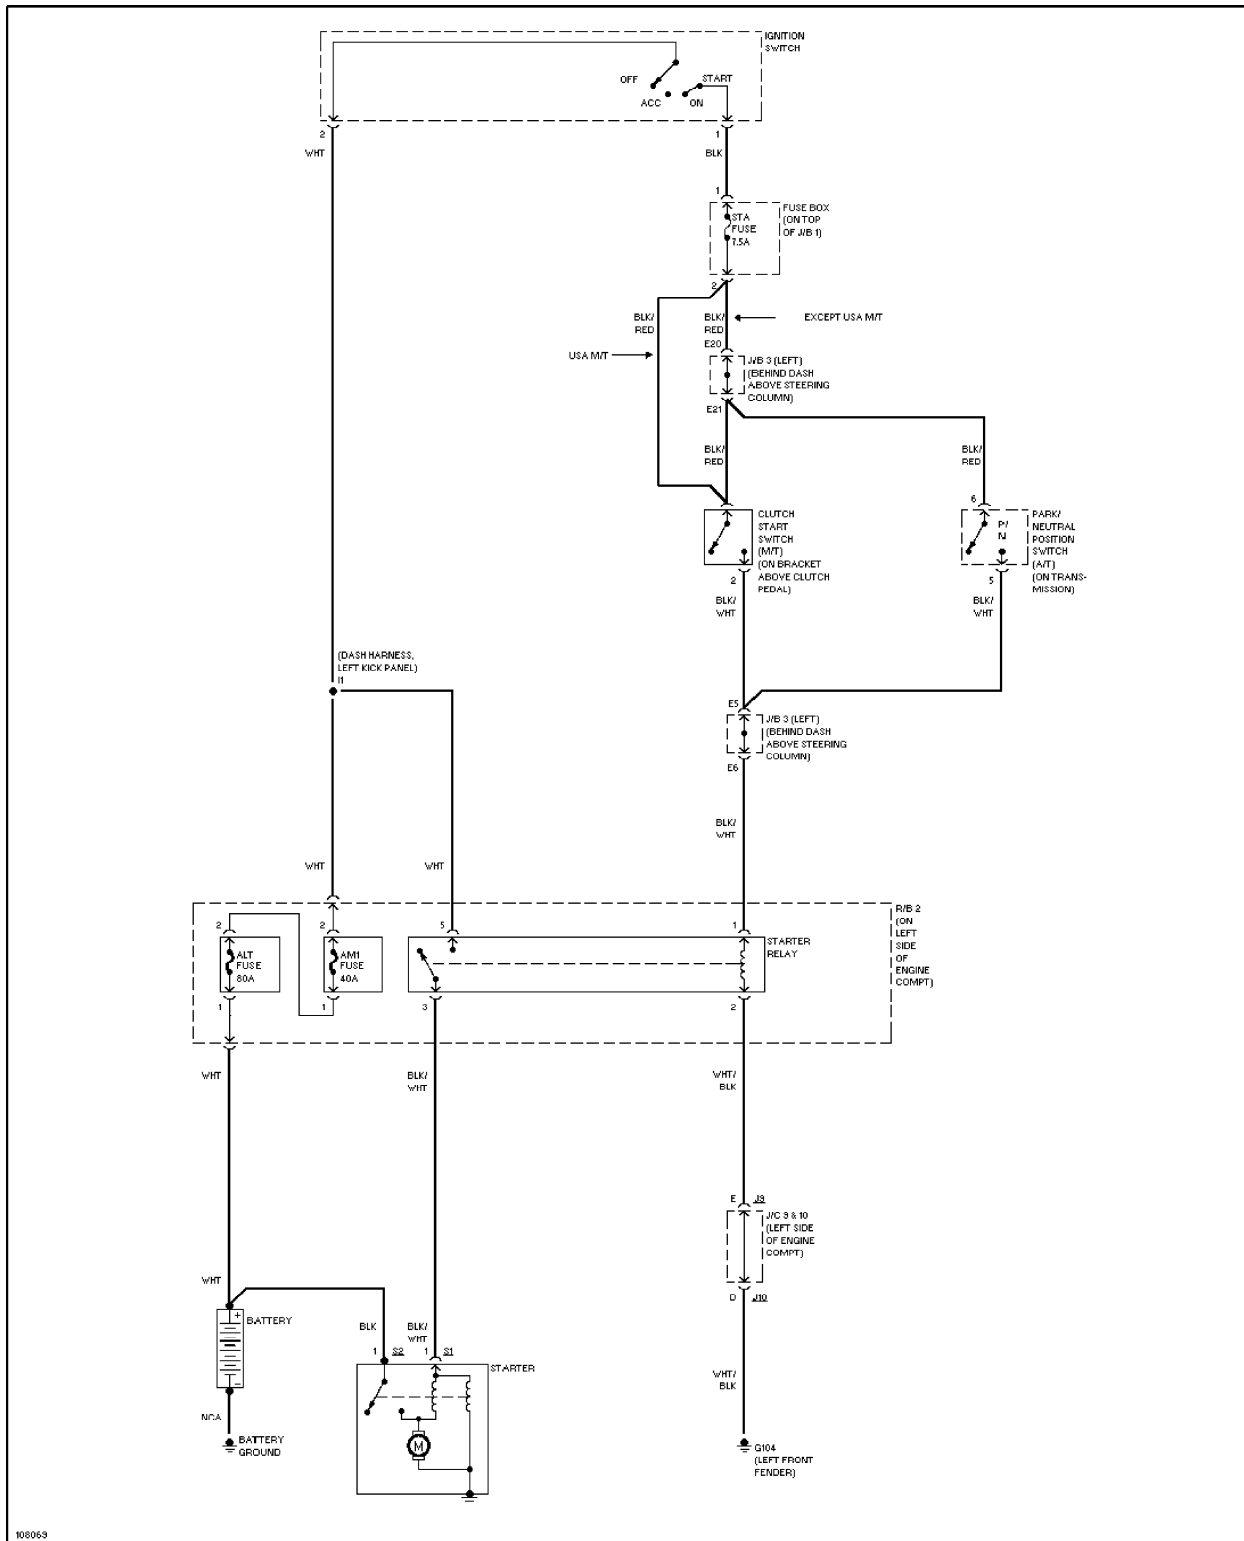 IGNITION
SWITCH
OFF
START
ACC
ON
2
1
WHT
BLK
1
FUSE BOX
(ON TOP
OF J/B 1)
STA
FUSE
7.5A
2
BLK/
RED
BLK/
RED
EXCEPT USA M/T
USA M/T
E20
J/B 3 (LEFT)
(BEHIND DASH
ABOVE STEERING
COLUMN)
E21
BLK/
RED
BLK/
RED
6
CLUTCH
START
SWITCH
(M/T)
(ON BRACKET
ABOVE CLUTCH
PEDAL)
P/
N
PARK/
NEUTRAL
POSITION
SWITCH
(A/T)
(ON TRANS-
MISSION)
2
5
BLK/
WHT
BLK/
WHT
(DASH HARNESS,
LEFT KICK PANEL)
I1
E5
J/B 3 (LEFT)
(BEHIND DASH
ABOVE STEERING
COLUMN)
E6
BLK/
WHT
WHT
WHT
R/B 2
(ON
LEFT
SIDE
OF
ENGINE
COMPT)
2
2
5
1
ALT
FUSE
80A
AM1
FUSE
40A
STARTER
RELAY
1
1
3
2
WHT
BLK/
WHT
WHT/
BLK
E J9
J/C 9 & 10
(LEFT SIDE
OF ENGINE
COMPT)
D J10
WHT
+
BATTERY
−
BLK
BLK/
WHT
1 S2
1 S1
STARTER
M
NCA
BATTERY
GROUND
WHT/
BLK
G104
(LEFT FRONT
FENDER)
108069